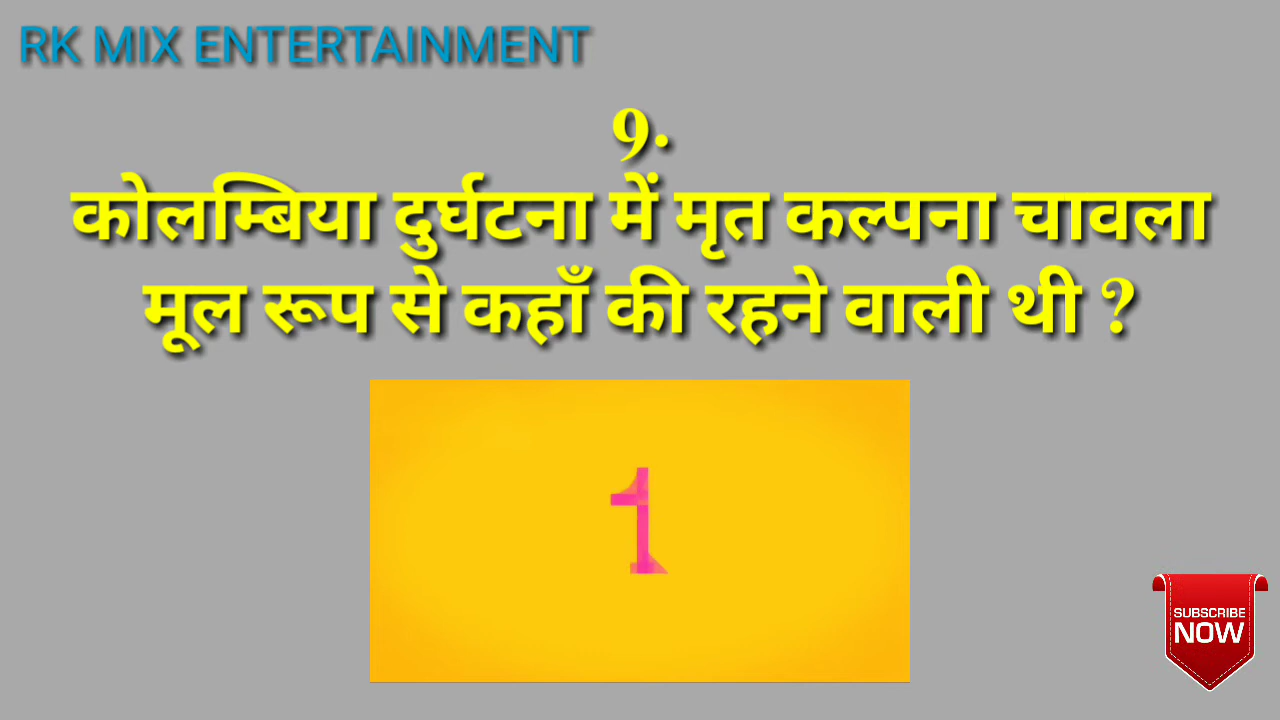 RK MIX ENTERTAINMENT
9.
कोलम्बिया दुर्घटना में मृत कल्पना चावला
मूल रूप से कहाँ की रहने वाली थी ?
1
SUBSCRIBE
NOW